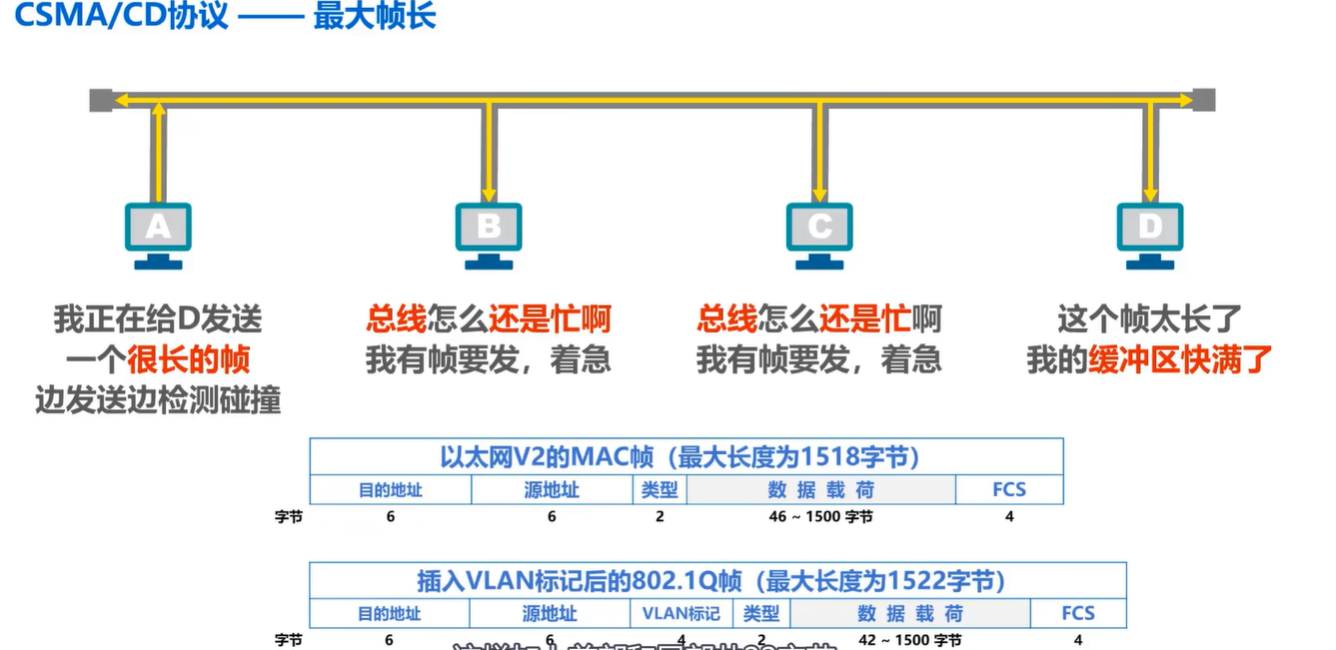 CSMA/CD协议 —— 最大帧长
A
B
C
D
我正在给D发送
一个很长的帧
边发送边检测碰撞
总线怎么还是忙啊
我有帧要发，着急
总线怎么还是忙啊
我有帧要发，着急
这个帧太长了
我的缓冲区快满了
以太网V2的MAC帧（最大长度为1518字节）
目的地址 源地址 类型 数据载荷 FCS
字节 6 6 2 46 ~ 1500 字节 4
插入VLAN标记后的802.1Q帧（最大长度为1522字节）
目的地址 源地址 VLAN标记 类型 数据载荷 FCS
字节 6 6 4 2 42 ~ 1500 字节 4